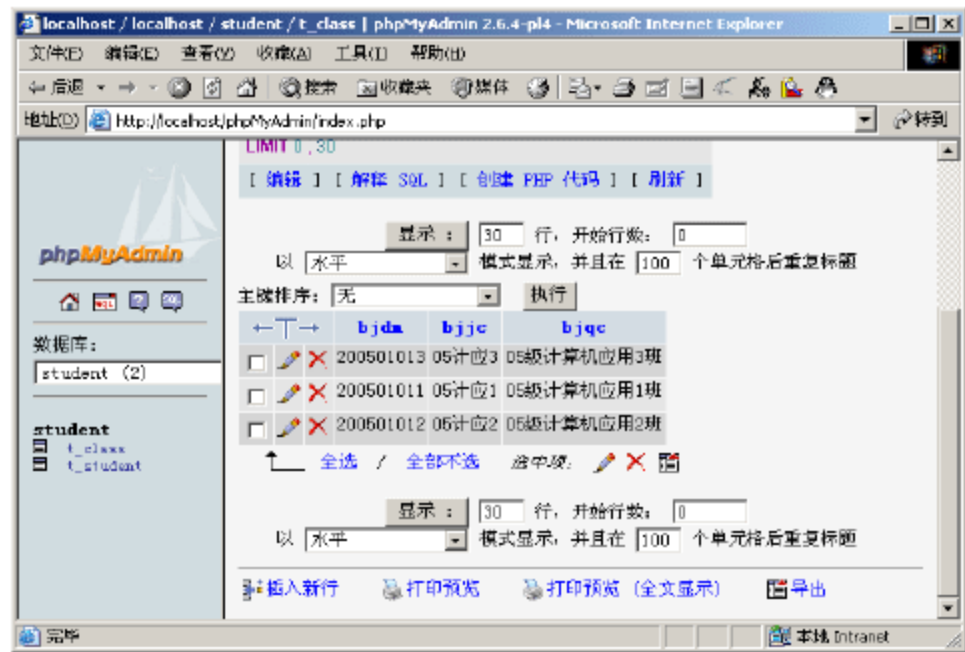 localhost / localhost / student / t_class | phpMyAdmin 2.6.4-pl4 - Microsoft Internet Explorer
文件(F) 编辑(E) 查看(V) 收藏(A) 工具(T) 帮助(H)
后退 搜索 收藏夹 媒体
地址(D) http://localhost/phpMyAdmin/index.php 转到
phpMyAdmin
数据库:
student (2)
student
t_class
t_student
LIMIT 0 , 30
[ 编辑 ] [ 解释 SQL ] [ 创建 PHP 代码 ] [ 刷新 ]
显示 : 30 行, 开始行数: 0
以 水平 模式显示, 并且在 100 个单元格后重复标题
主键排序: 无 执行
←T→ bjdm bjjc bjqc
200501013 05计应3 05级计算机应用3班
200501011 05计应1 05级计算机应用1班
200501012 05计应2 05级计算机应用2班
全选 / 全部不选 选中项:
显示 : 30 行, 开始行数: 0
以 水平 模式显示, 并且在 100 个单元格后重复标题
插入新行 打印预览 打印预览 (全文显示) 导出
完毕 本地 Intranet